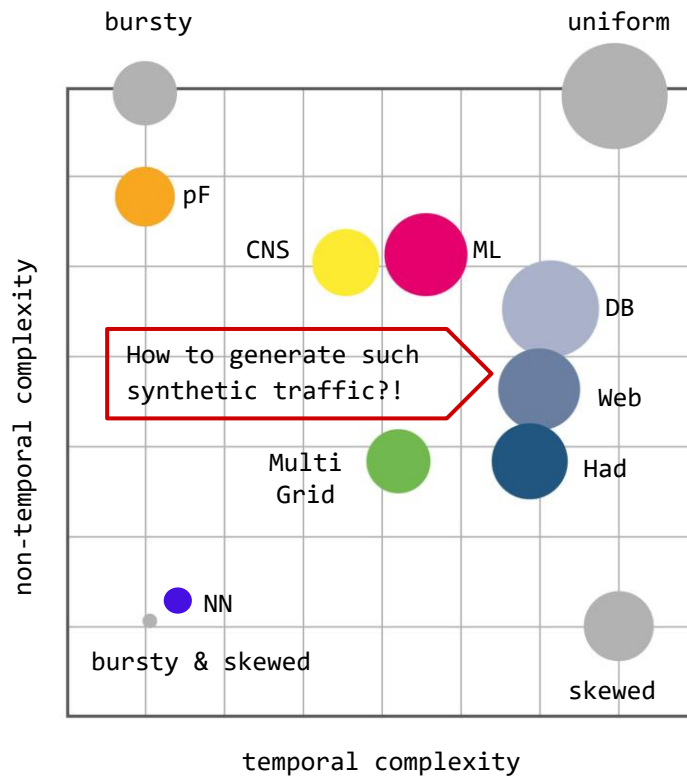 bursty
uniform
pF
CNS
ML
DB
How to generate such
synthetic traffic?!
Web
Multi
Grid
Had
NN
bursty & skewed
skewed
non-temporal complexity
temporal complexity